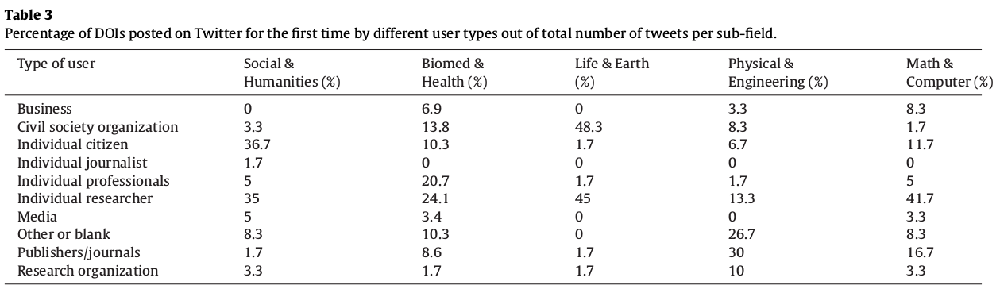 Table 3
Percentage of DOIs posted on Twitter for the first time by different user types out of total number of tweets per sub-field.
Type of user Social & Biomed & Life & Earth Physical & Math &
Humanities (%) Health (%) (%) Engineering (%) Computer (%)
Business 0 6.9 0 3.3 8.3
Civil society organization 3.3 13.8 48.3 8.3 1.7
Individual citizen 36.7 10.3 1.7 6.7 11.7
Individual journalist 1.7 0 0 0 0
Individual professionals 5 20.7 1.7 1.7 5
Individual researcher 35 24.1 45 13.3 41.7
Media 5 3.4 0 0 3.3
Other or blank 8.3 10.3 0 26.7 8.3
Publishers/journals 1.7 8.6 1.7 30 16.7
Research organization 3.3 1.7 1.7 10 3.3